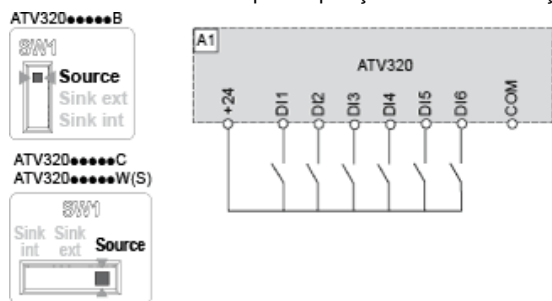 ATV320●●●●●B
SW1
Source
Sink ext
Sink int
ATV320●●●●●C
ATV320●●●●●W(S)
SW1
Sink int
Sink ext
Source
A1
ATV320
+24
DI1
DI2
DI3
DI4
DI5
DI6
COM